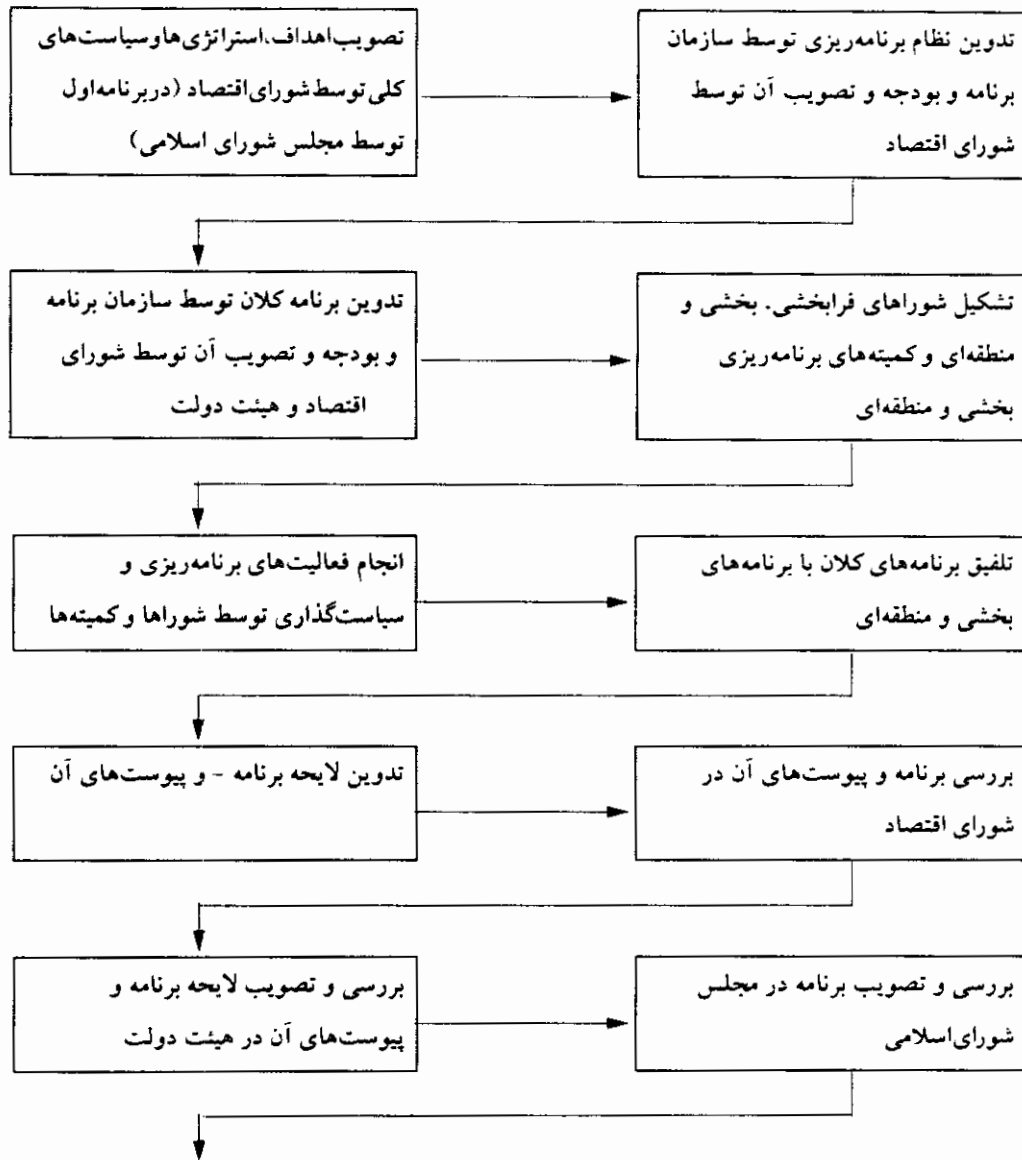 تصویب‌اهداف،استراتژی‌هاوسیاست‌های
کلی‌توسط‌شورای‌اقتصاد (دربرنامه‌اول
توسط مجلس شورای اسلامی)
تدوین نظام برنامه‌ریزی توسط سازمان
برنامه و بودجه و تصویب آن توسط
شورای اقتصاد
تدوین برنامه کلان توسط سازمان برنامه
و بودجه و تصویب آن توسط شورای
اقتصاد و هیئت دولت
تشکیل شوراهای فرابخشی. بخشی و
منطقه‌ای و کمیته‌های برنامه‌ریزی
بخشی و منطقه‌ای
انجام فعالیت‌های برنامه‌ریزی و
سیاست‌گذاری توسط شوراها و کمیته‌ها
تلفیق برنامه‌های کلان با برنامه‌های
بخشی و منطقه‌ای
تدوین لایحه برنامه - و پیوست‌های آن
بررسی برنامه و پیوست‌های آن در
شورای اقتصاد
بررسی و تصویب لایحه برنامه و
پیوست‌های آن در هیئت دولت
بررسی و تصویب برنامه در مجلس
شورای‌اسلامی